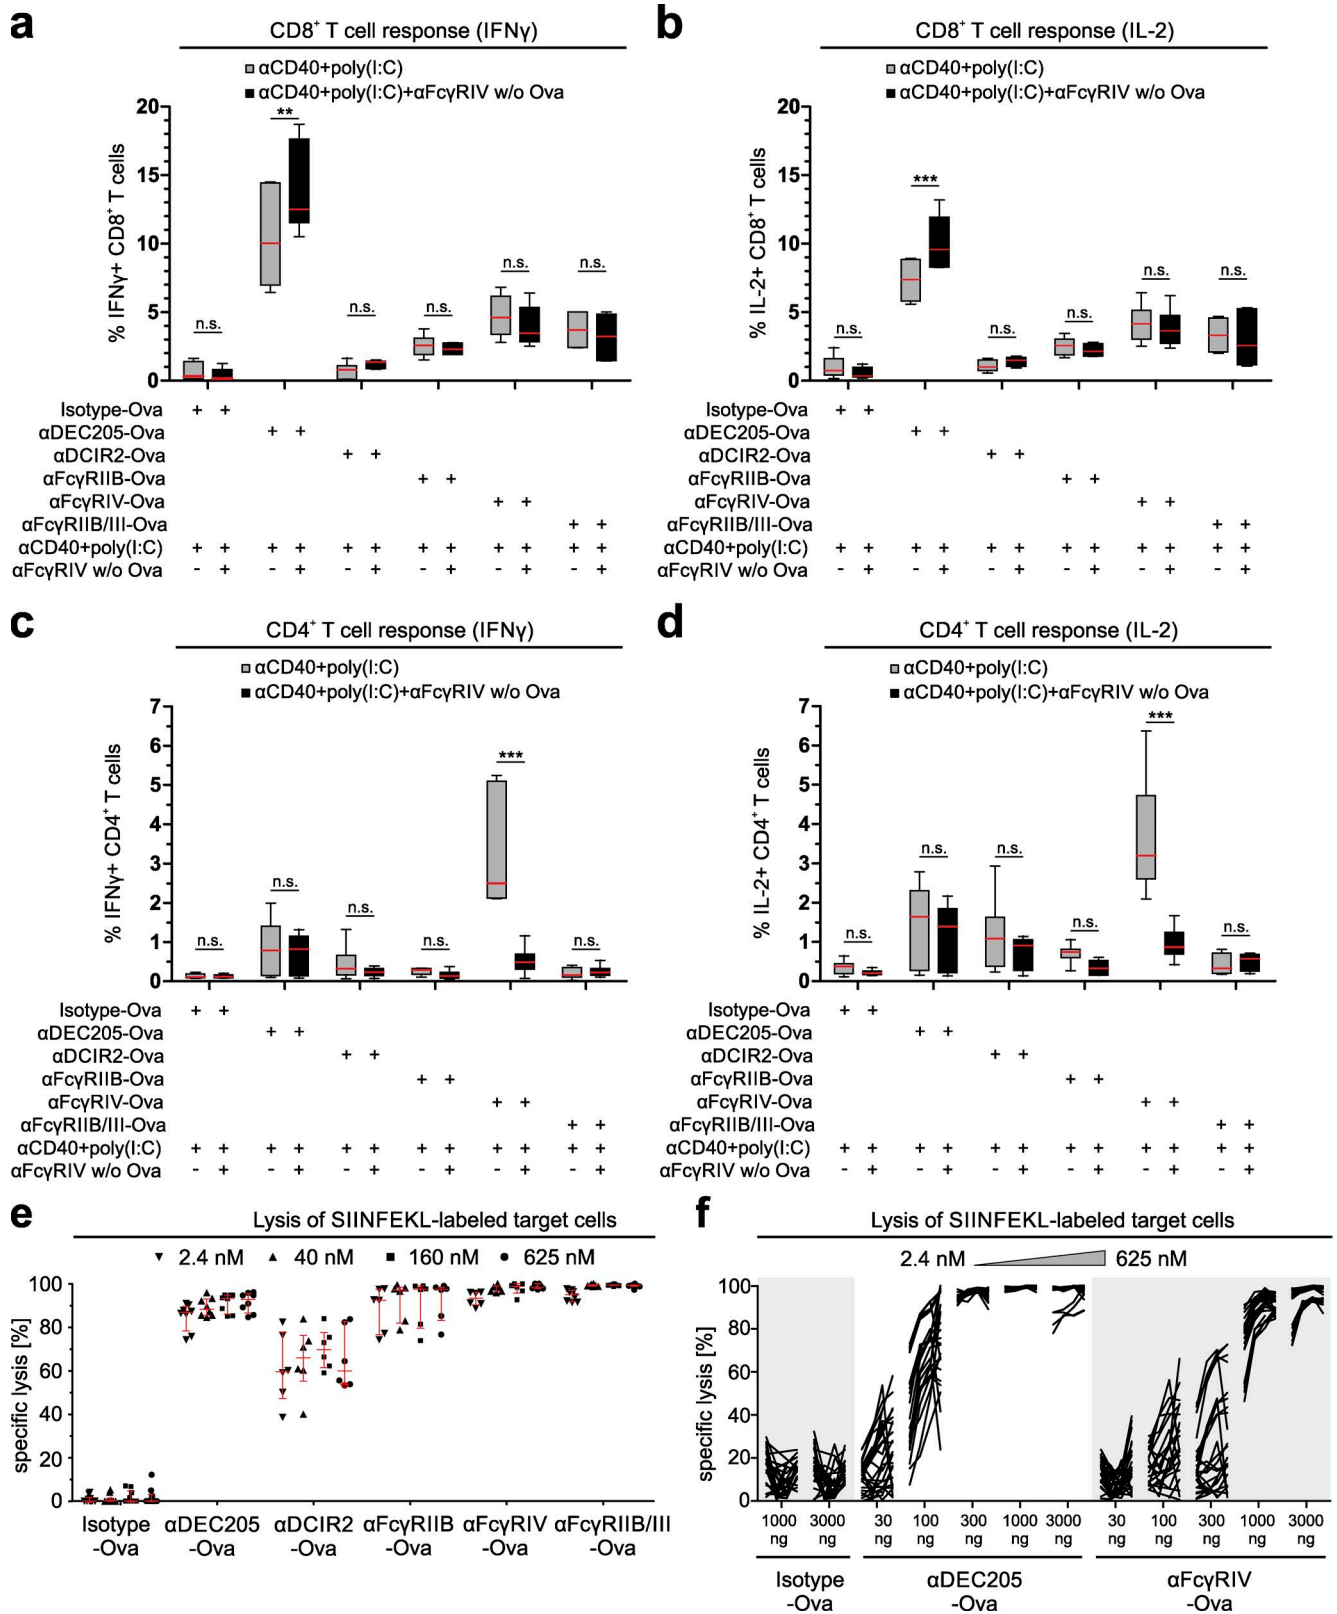 a
CD8⁺ T cell response (IFNγ)
αCD40+poly(I:C)
αCD40+poly(I:C)+αFcγRIV w/o Ova
% IFNγ+ CD8⁺ T cells
20
15
10
5
0
n.s.
**
n.s.
n.s.
n.s.
n.s.
Isotype-Ova + +
αDEC205-Ova + +
αDCIR2-Ova + +
αFcγRIIB-Ova + +
αFcγRIV-Ova + +
αFcγRIIB/III-Ova + +
αCD40+poly(I:C) + + + + + + + + + + + +
αFcγRIV w/o Ova - + - + - + - + - + - +
b
CD8⁺ T cell response (IL-2)
αCD40+poly(I:C)
αCD40+poly(I:C)+αFcγRIV w/o Ova
% IL-2+ CD8⁺ T cells
20
15
10
5
0
n.s.
***
n.s.
n.s.
n.s.
n.s.
Isotype-Ova + +
αDEC205-Ova + +
αDCIR2-Ova + +
αFcγRIIB-Ova + +
αFcγRIV-Ova + +
αFcγRIIB/III-Ova + +
αCD40+poly(I:C) + + + + + + + + + + + +
αFcγRIV w/o Ova - + - + - + - + - + - +
c
CD4⁺ T cell response (IFNγ)
αCD40+poly(I:C)
αCD40+poly(I:C)+αFcγRIV w/o Ova
% IFNγ+ CD4⁺ T cells
7
6
5
4
3
2
1
0
n.s.
n.s.
n.s.
n.s.
***
n.s.
Isotype-Ova + +
αDEC205-Ova + +
αDCIR2-Ova + +
αFcγRIIB-Ova + +
αFcγRIV-Ova + +
αFcγRIIB/III-Ova + +
αCD40+poly(I:C) + + + + + + + + + + + +
αFcγRIV w/o Ova - + - + - + - + - + - +
d
CD4⁺ T cell response (IL-2)
αCD40+poly(I:C)
αCD40+poly(I:C)+αFcγRIV w/o Ova
% IL-2+ CD4⁺ T cells
7
6
5
4
3
2
1
0
n.s.
n.s.
n.s.
n.s.
***
n.s.
Isotype-Ova + +
αDEC205-Ova + +
αDCIR2-Ova + +
αFcγRIIB-Ova + +
αFcγRIV-Ova + +
αFcγRIIB/III-Ova + +
αCD40+poly(I:C) + + + + + + + + + + + +
αFcγRIV w/o Ova - + - + - + - + - + - +
e
Lysis of SIINFEKL-labeled target cells
2.4 nM 40 nM 160 nM 625 nM
specific lysis [%]
100
80
60
40
20
0
Isotype αDEC205 αDCIR2 αFcγRIIB αFcγRIV αFcγRIIB/III
-Ova -Ova -Ova -Ova -Ova -Ova
f
Lysis of SIINFEKL-labeled target cells
2.4 nM 625 nM
specific lysis [%]
100
80
60
40
20
0
1000 3000 30 100 300 1000 3000 30 100 300 1000 3000
ng ng ng ng ng ng ng ng ng ng ng ng
Isotype αDEC205 αFcγRIV
-Ova -Ova -Ova